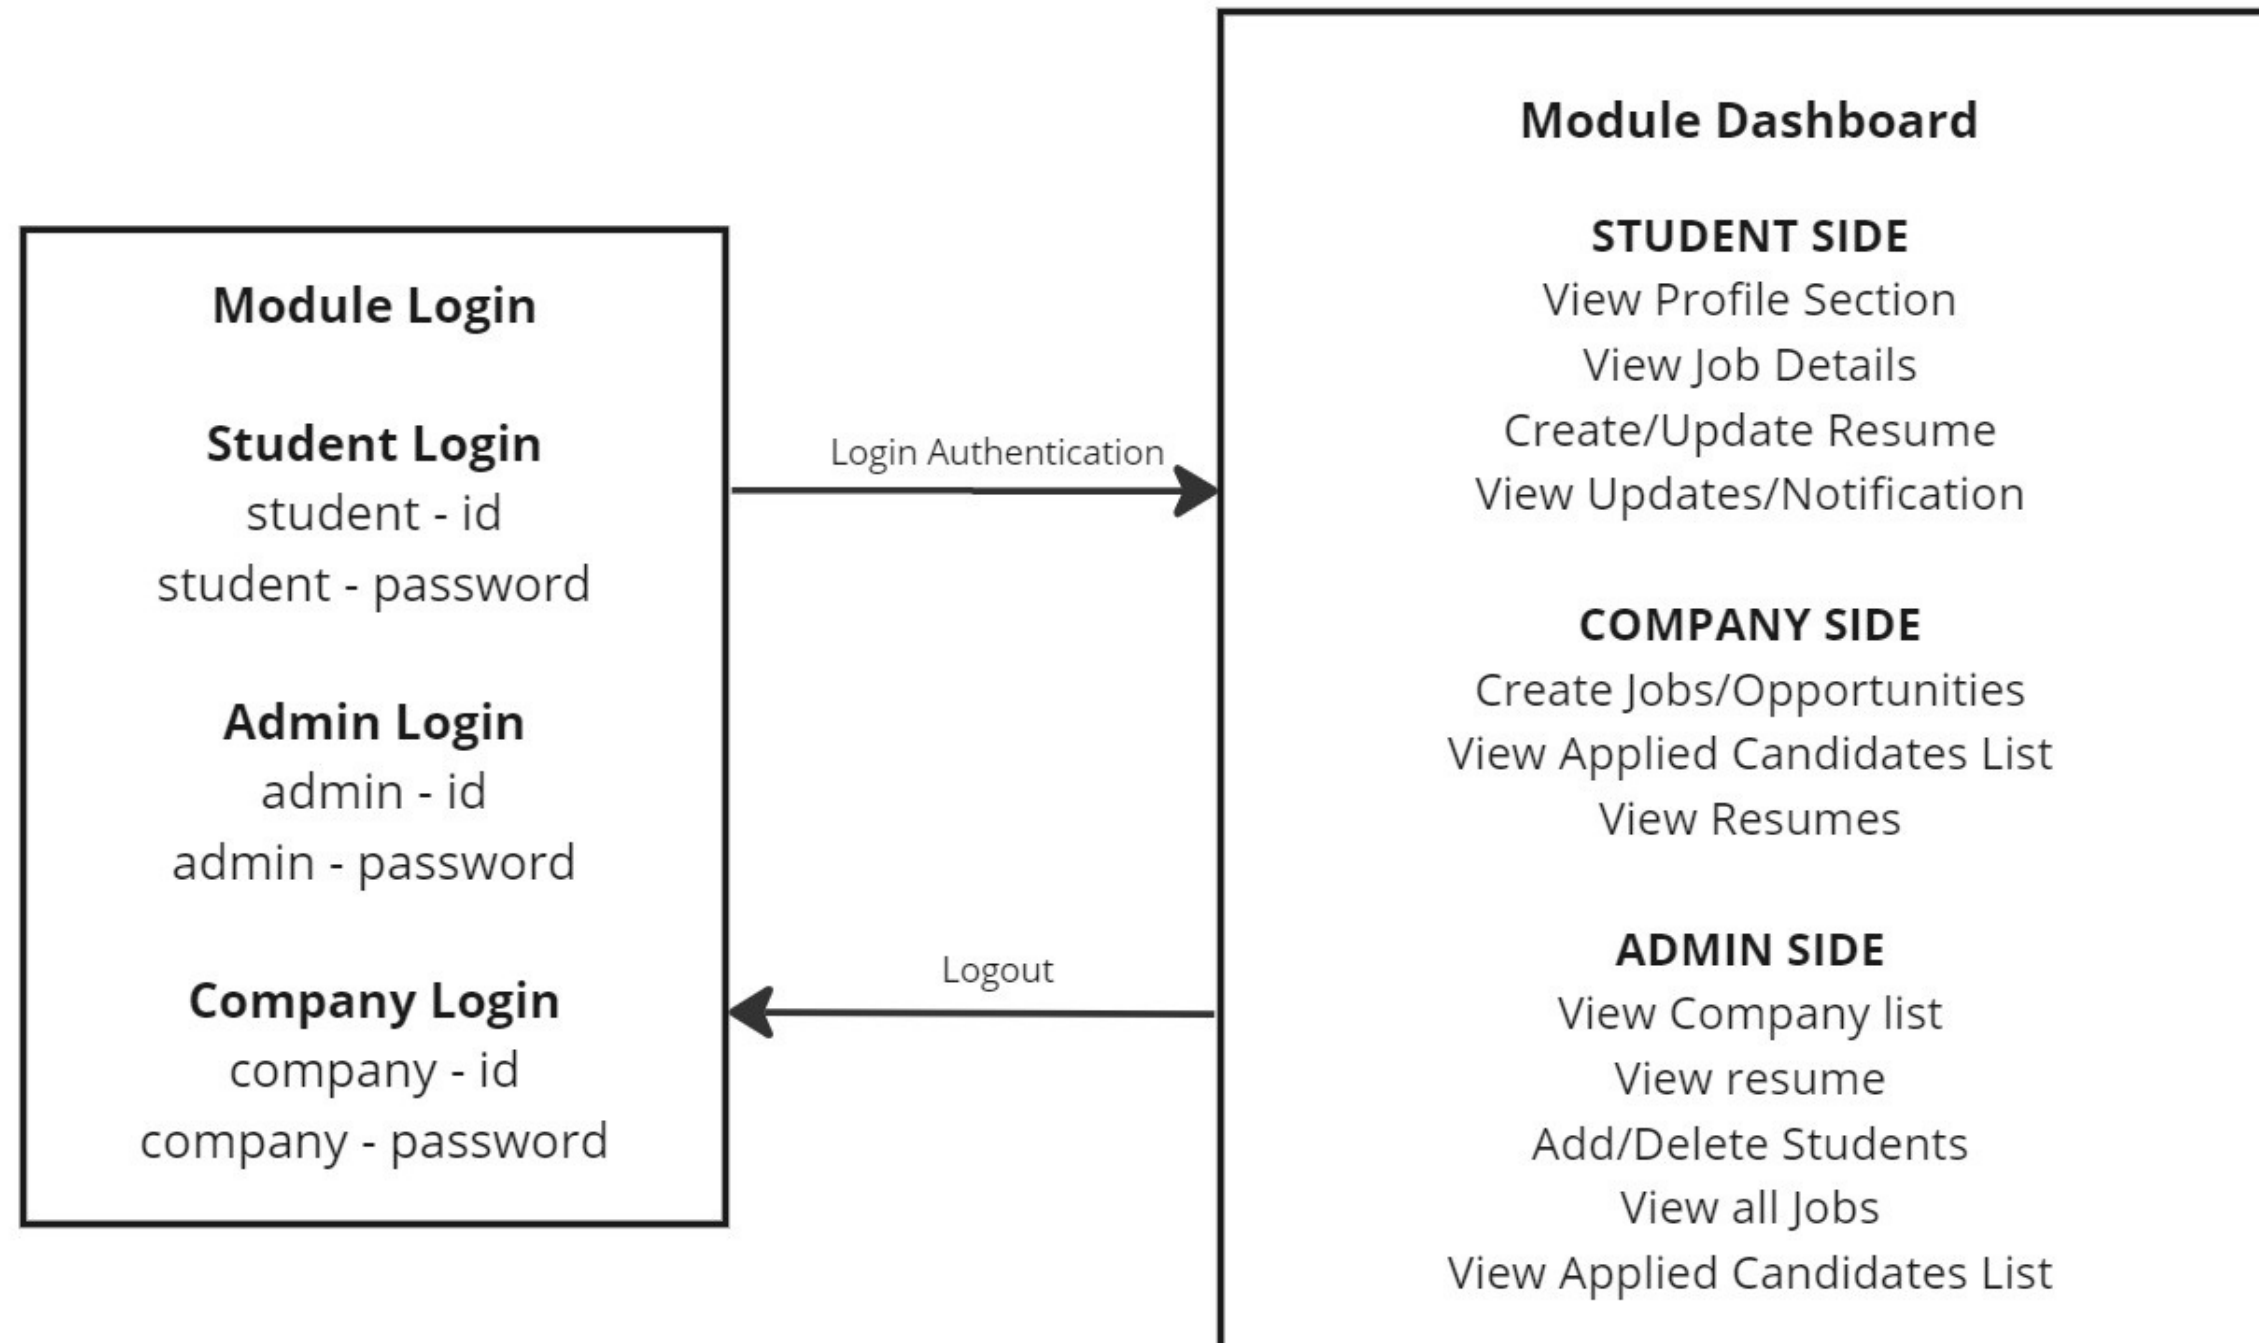 Module Login
Student Login
student - id
student - password
Admin Login
admin - id
admin - password
Company Login
company - id
company - password
Login Authentication
Logout
Module Dashboard
STUDENT SIDE
View Profile Section
View Job Details
Create/Update Resume
View Updates/Notification
COMPANY SIDE
Create Jobs/Opportunities
View Applied Candidates List
View Resumes
ADMIN SIDE
View Company list
View resume
Add/Delete Students
View all Jobs
View Applied Candidates List